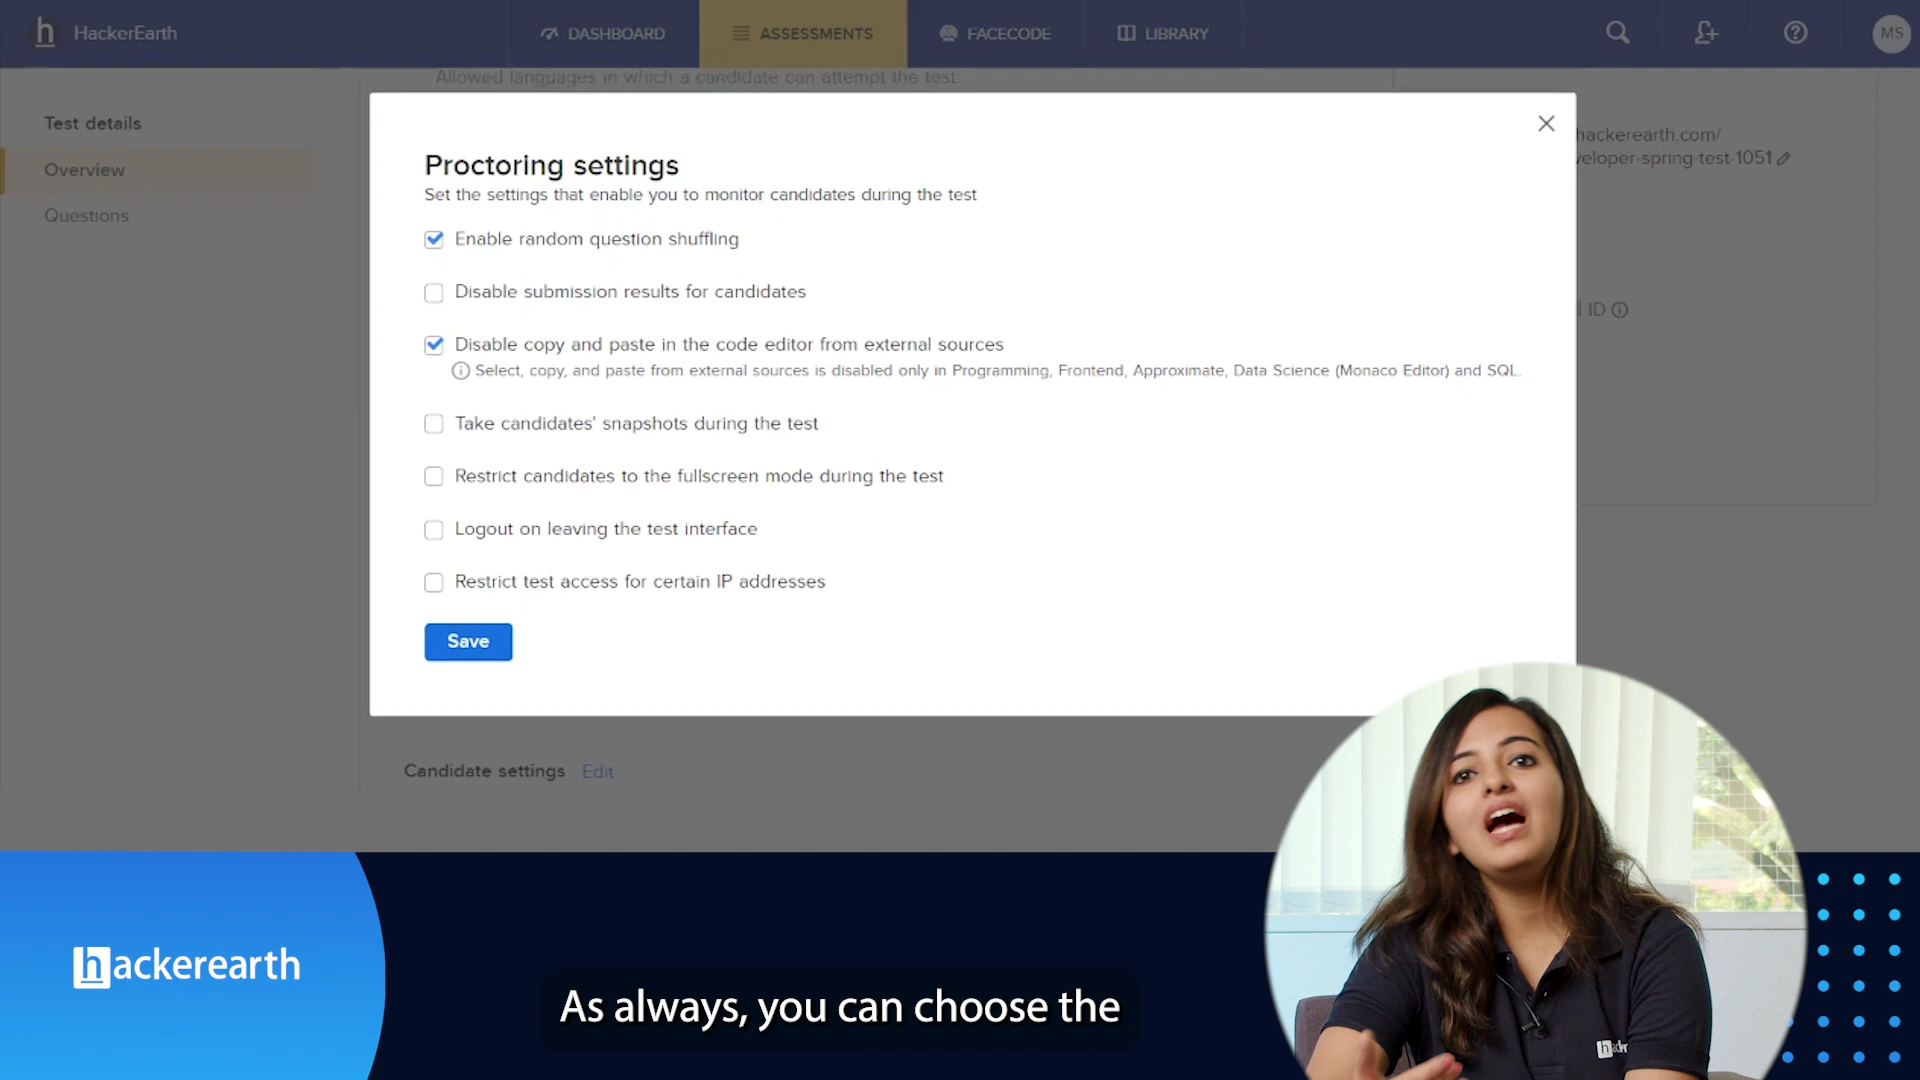 HackerEarth
DASHBOARD
ASSESSMENTS
FACECODE
LIBRARY
MS
Allowed languages in which a candidate can attempt the test.
Test details
Overview
Questions
hackerearth.com/
veloper-spring-test-1051
ID
Proctoring settings
Set the settings that enable you to monitor candidates during the test
Enable random question shuffling
Disable submission results for candidates
Disable copy and paste in the code editor from external sources
Select, copy, and paste from external sources is disabled only in Programming, Frontend, Approximate, Data Science (Monaco Editor) and SQL.
Take candidates' snapshots during the test
Restrict candidates to the fullscreen mode during the test
Logout on leaving the test interface
Restrict test access for certain IP addresses
Save
Candidate settings Edit
hackerearth
As always, you can choose the